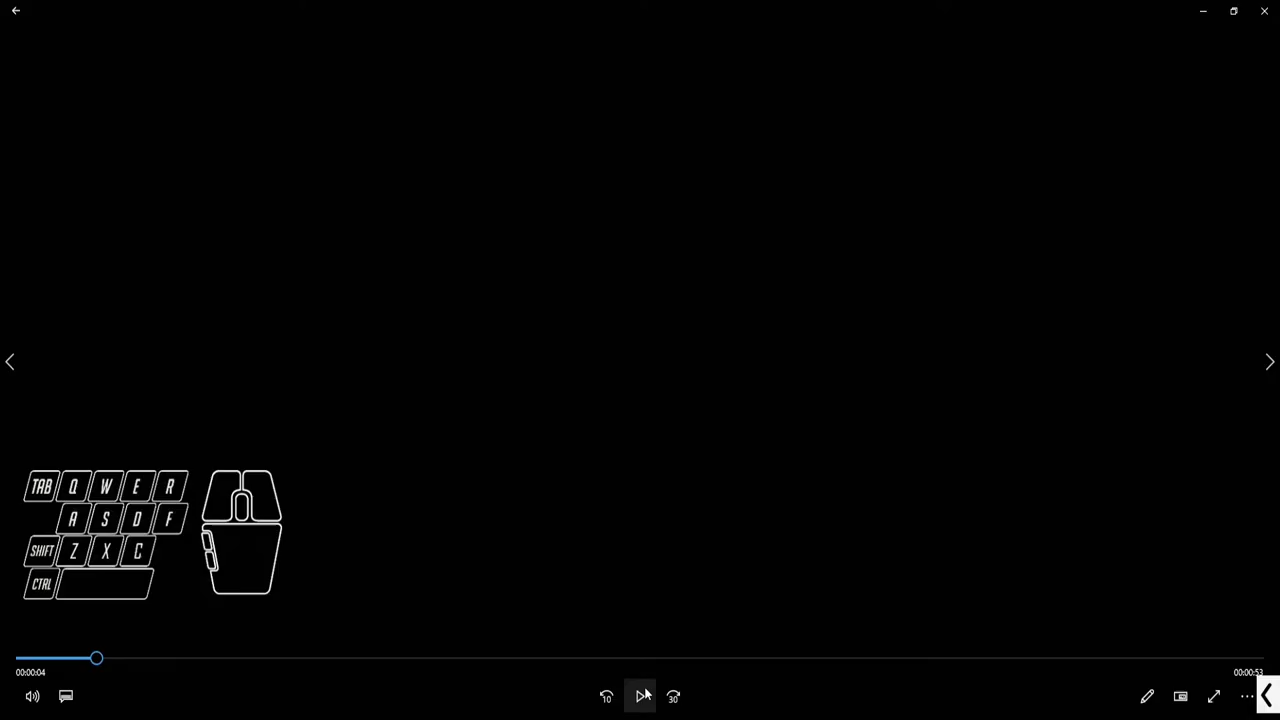 TAB Q W E R
A S D F
SHIFT Z X C
CTRL
00:00:04
00:00:53
10
30